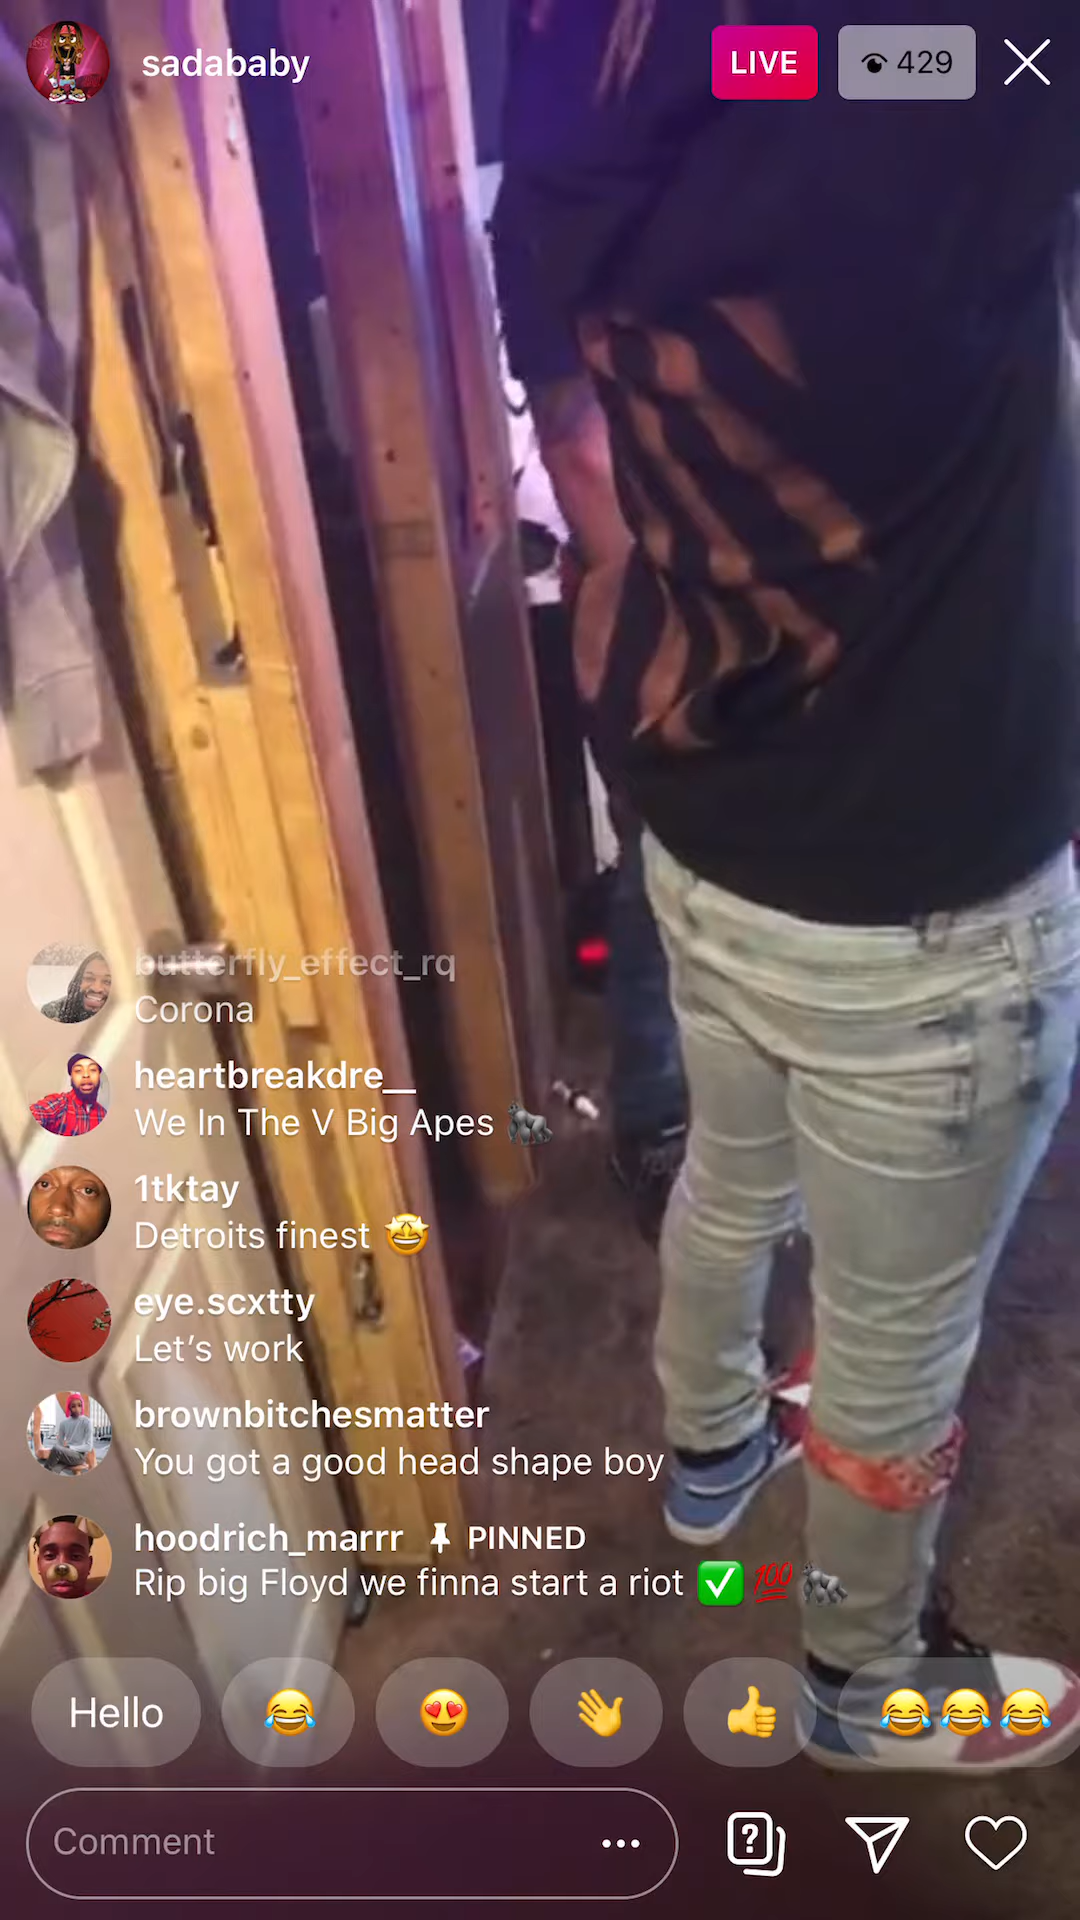 sadababy
LIVE
429
butterfly_effect_rq
Corona
heartbreakdre__
We In The V Big Apes 🦍
1tktay
Detroits finest 🤩
eye.scxtty
Let’s work
brownbitchesmatter
You got a good head shape boy
hoodrich_marrr PINNED
Rip big Floyd we finna start a riot ✅💯🦍
Hello 😂 😍 👋 👍 😂😂😂
Comment ...